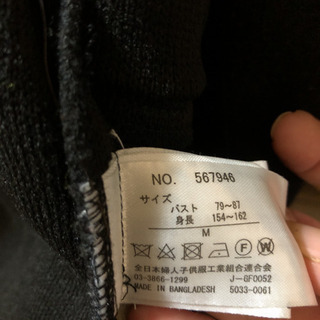 NO. 567946
サイズ
バスト 79~87
身長 154~162
M
全日本婦人子供服工業組合連合会
03-3866-1299 J-GF0052
MADE IN BANGLADESH 5033-0061